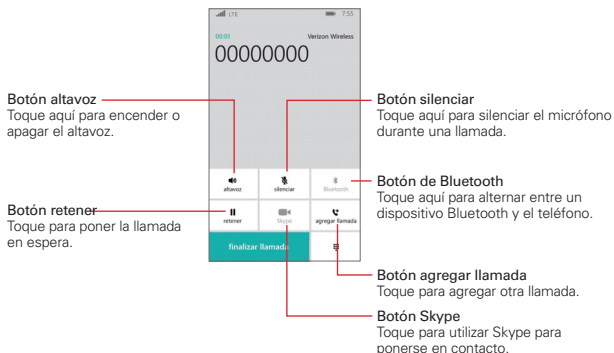 LTE 7:55
00:01 Verizon Wireless
00000000
Botón altavoz
Toque aquí para encender o
apagar el altavoz.
Botón retener
Toque para poner la llamada
en espera.
altavoz silenciar Bluetooth
retener Skype agregar llamada
finalizar llamada
Botón silenciar
Toque aquí para silenciar el micrófono
durante una llamada.
Botón de Bluetooth
Toque aquí para alternar entre un
dispositivo Bluetooth y el teléfono.
Botón agregar llamada
Toque para agregar otra llamada.
Botón Skype
Toque para utilizar Skype para
ponerse en contacto.